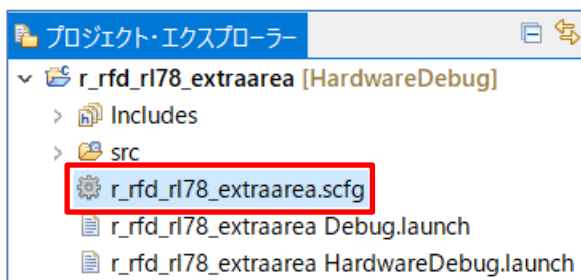 プロジェクト・エクスプローラー
r_rfd_rl78_extraarea [HardwareDebug]
Includes
src
r_rfd_rl78_extraarea.scfg
r_rfd_rl78_extraarea Debug.launch
r_rfd_rl78_extraarea HardwareDebug.launch